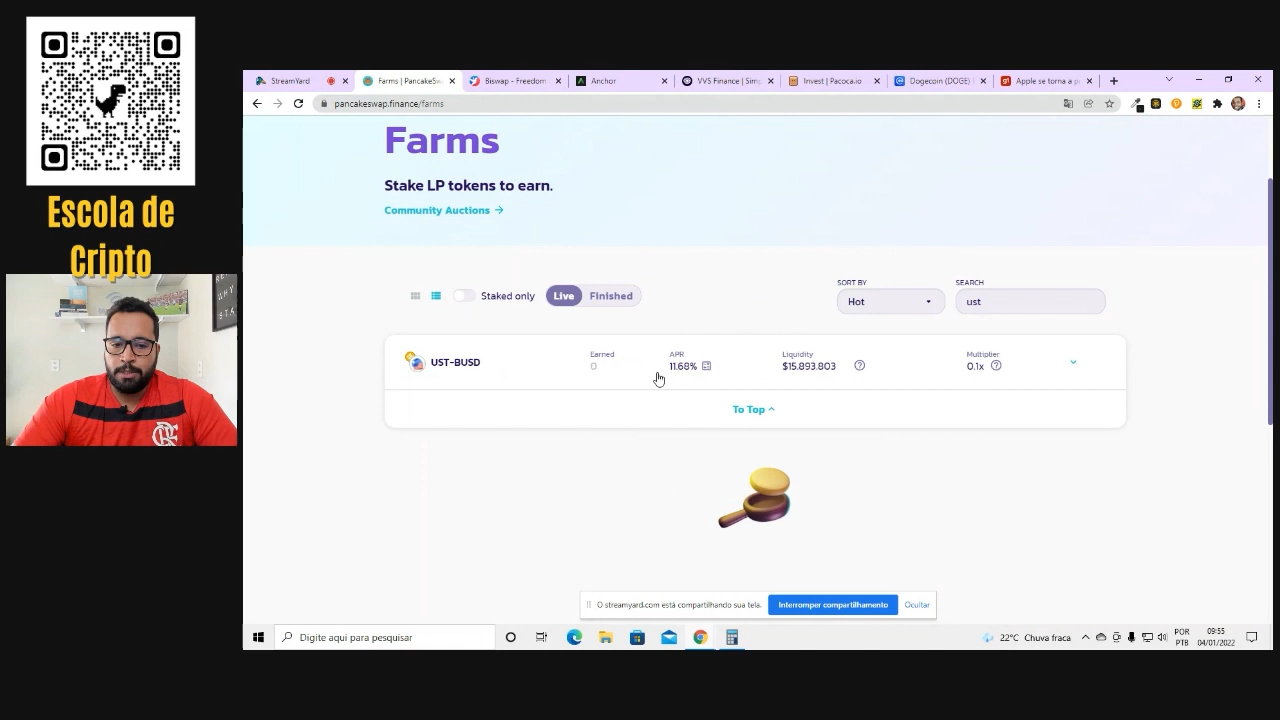 Escola de
Cripto
StreamYard
Farms | PancakeSw
Biswap - Freedom
Anchor
VVS Finance | Sim
Invest | Pacoca.io
Dogecoin (DOGE)
Apple se torna a p
pancakeswap.finance/farms
Farms
Stake LP tokens to earn.
Community Auctions →
Staked only
Live
Finished
SORT BY
Hot
SEARCH
ust
UST-BUSD
Earned
0
APR
11.68%
Liquidity
$15.893.803
Multiplier
0.1x
To Top
O streamyard.com está compartilhando sua tela.
Interromper compartilhamento
Ocultar
Digite aqui para pesquisar
22°C Chuva fraca
POR
PTB
09:55
04/01/2022